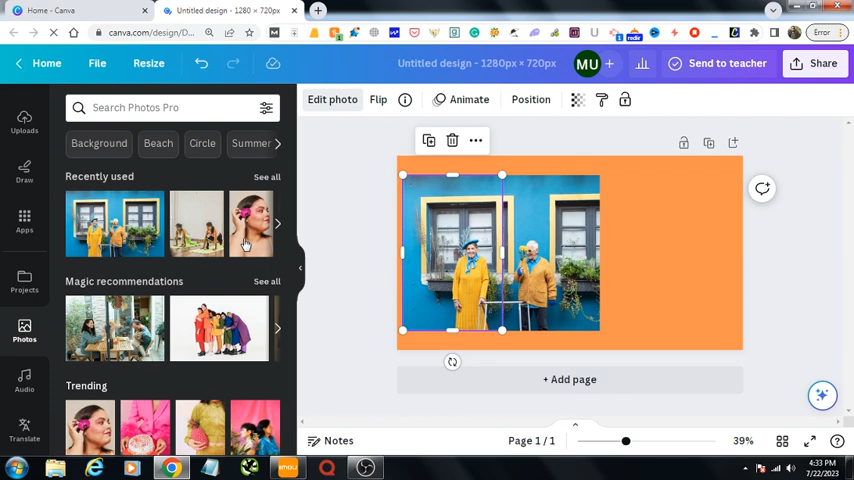 Home - Canva
Untitled design - 1280 × 720px
canva.com/design/D...
Error
Home
File
Resize
Untitled design - 1280px × 720px
MU
Send to teacher
Share
Search Photos Pro
Edit photo
Flip
Animate
Position
Background
Beach
Circle
Summer
Recently used
See all
Magic recommendations
See all
Trending
Uploads
Draw
Apps
Projects
Photos
Audio
Translate
+ Add page
Notes
Page 1 / 1
39%
4:33 PM
7/22/2023